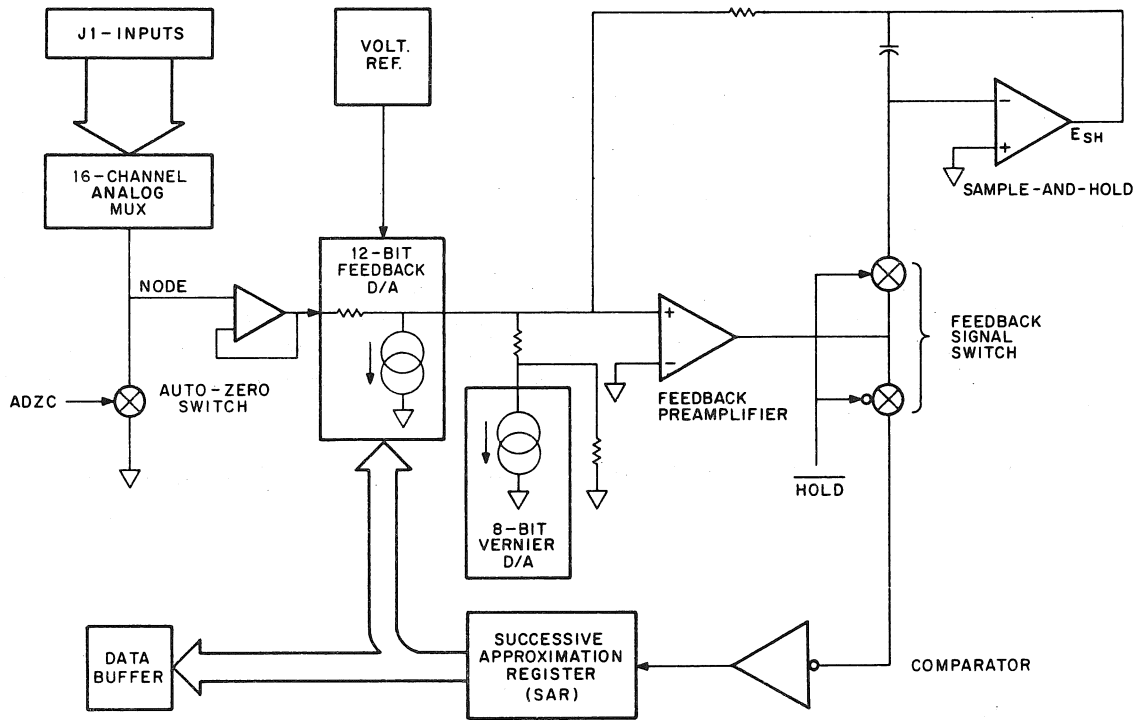 J1-INPUTS
VOLT.
REF.
16-CHANNEL
ANALOG
MUX
−
+
ESH
SAMPLE-AND-HOLD
12-BIT
FEEDBACK
D/A
NODE
+
−
FEEDBACK
PREAMPLIFIER
FEEDBACK
SIGNAL
SWITCH
ADZC
AUTO-ZERO
SWITCH
HOLD
8-BIT
VERNIER
D/A
DATA
BUFFER
SUCCESSIVE
APPROXIMATION
REGISTER
(SAR)
COMPARATOR